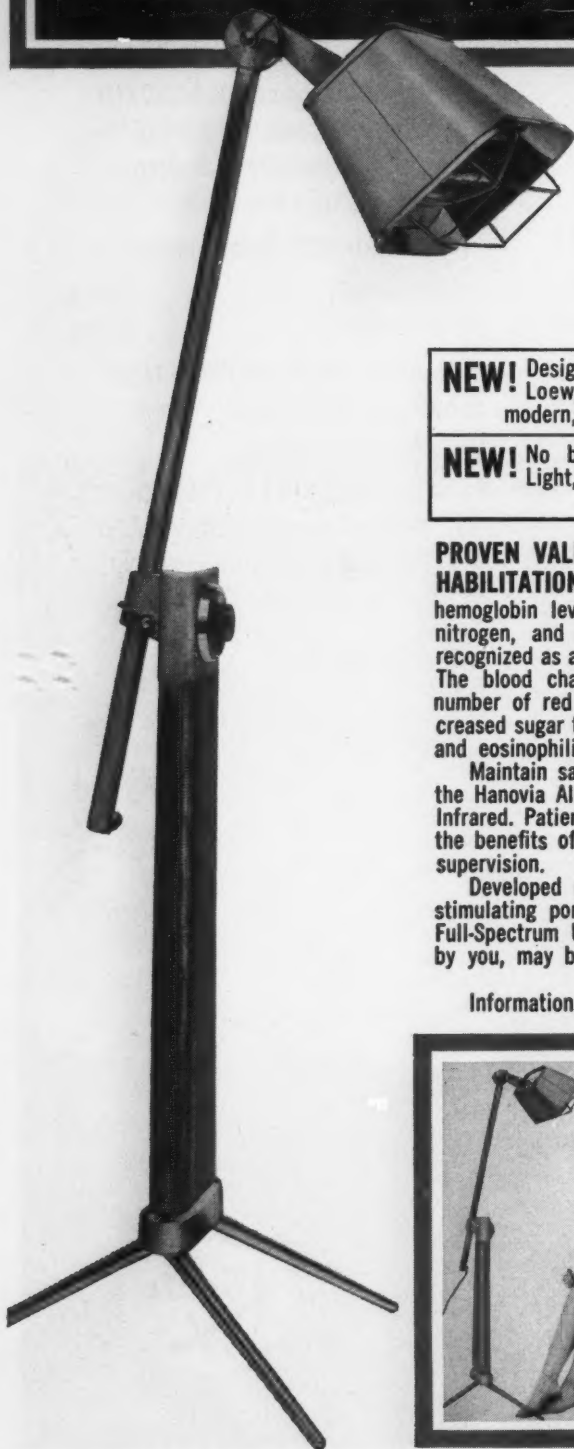 NEW! Desig
Loew
modern,
NEW! No b
Light,
PROVEN VAL
HABILITATION
hemoglobin lev
nitrogen, and
recognized as a
The blood cha
number of red
creased sugar t
and eosinophili
Maintain sa
the Hanovia Al
Infrared. Patien
the benefits of
supervision.
Developed
stimulating por
Full-Spectrum U
by you, may b
Information